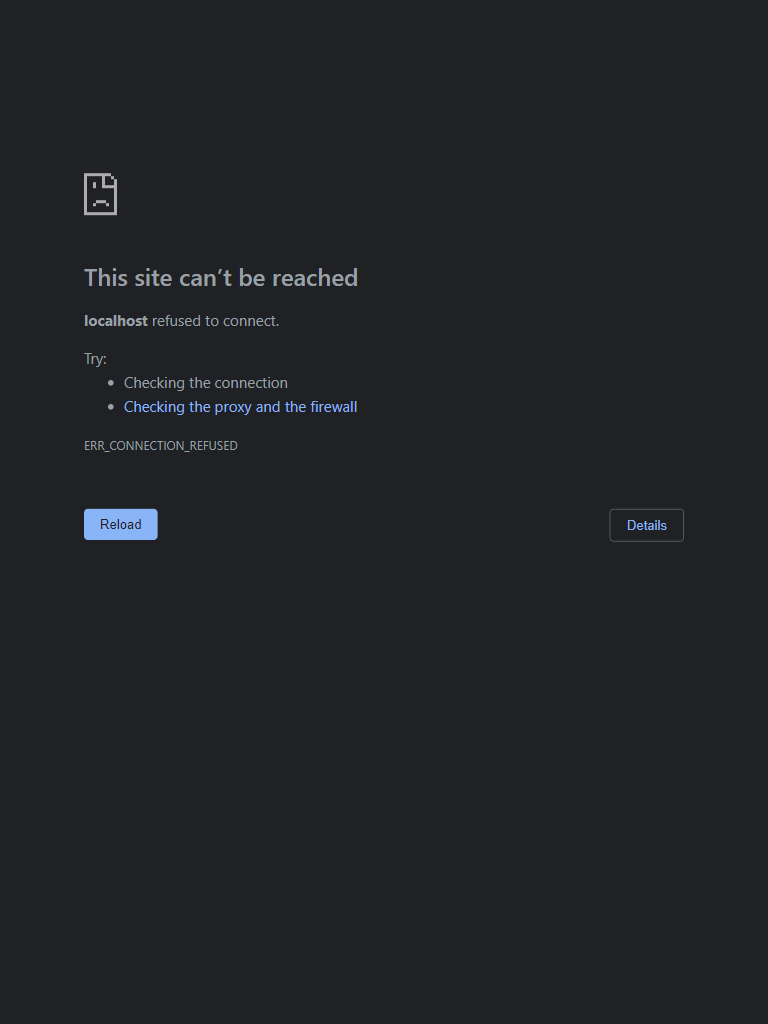 This site can’t be reached
localhost refused to connect.
Try:
Checking the connection
Checking the proxy and the firewall
ERR_CONNECTION_REFUSED
Reload
Details